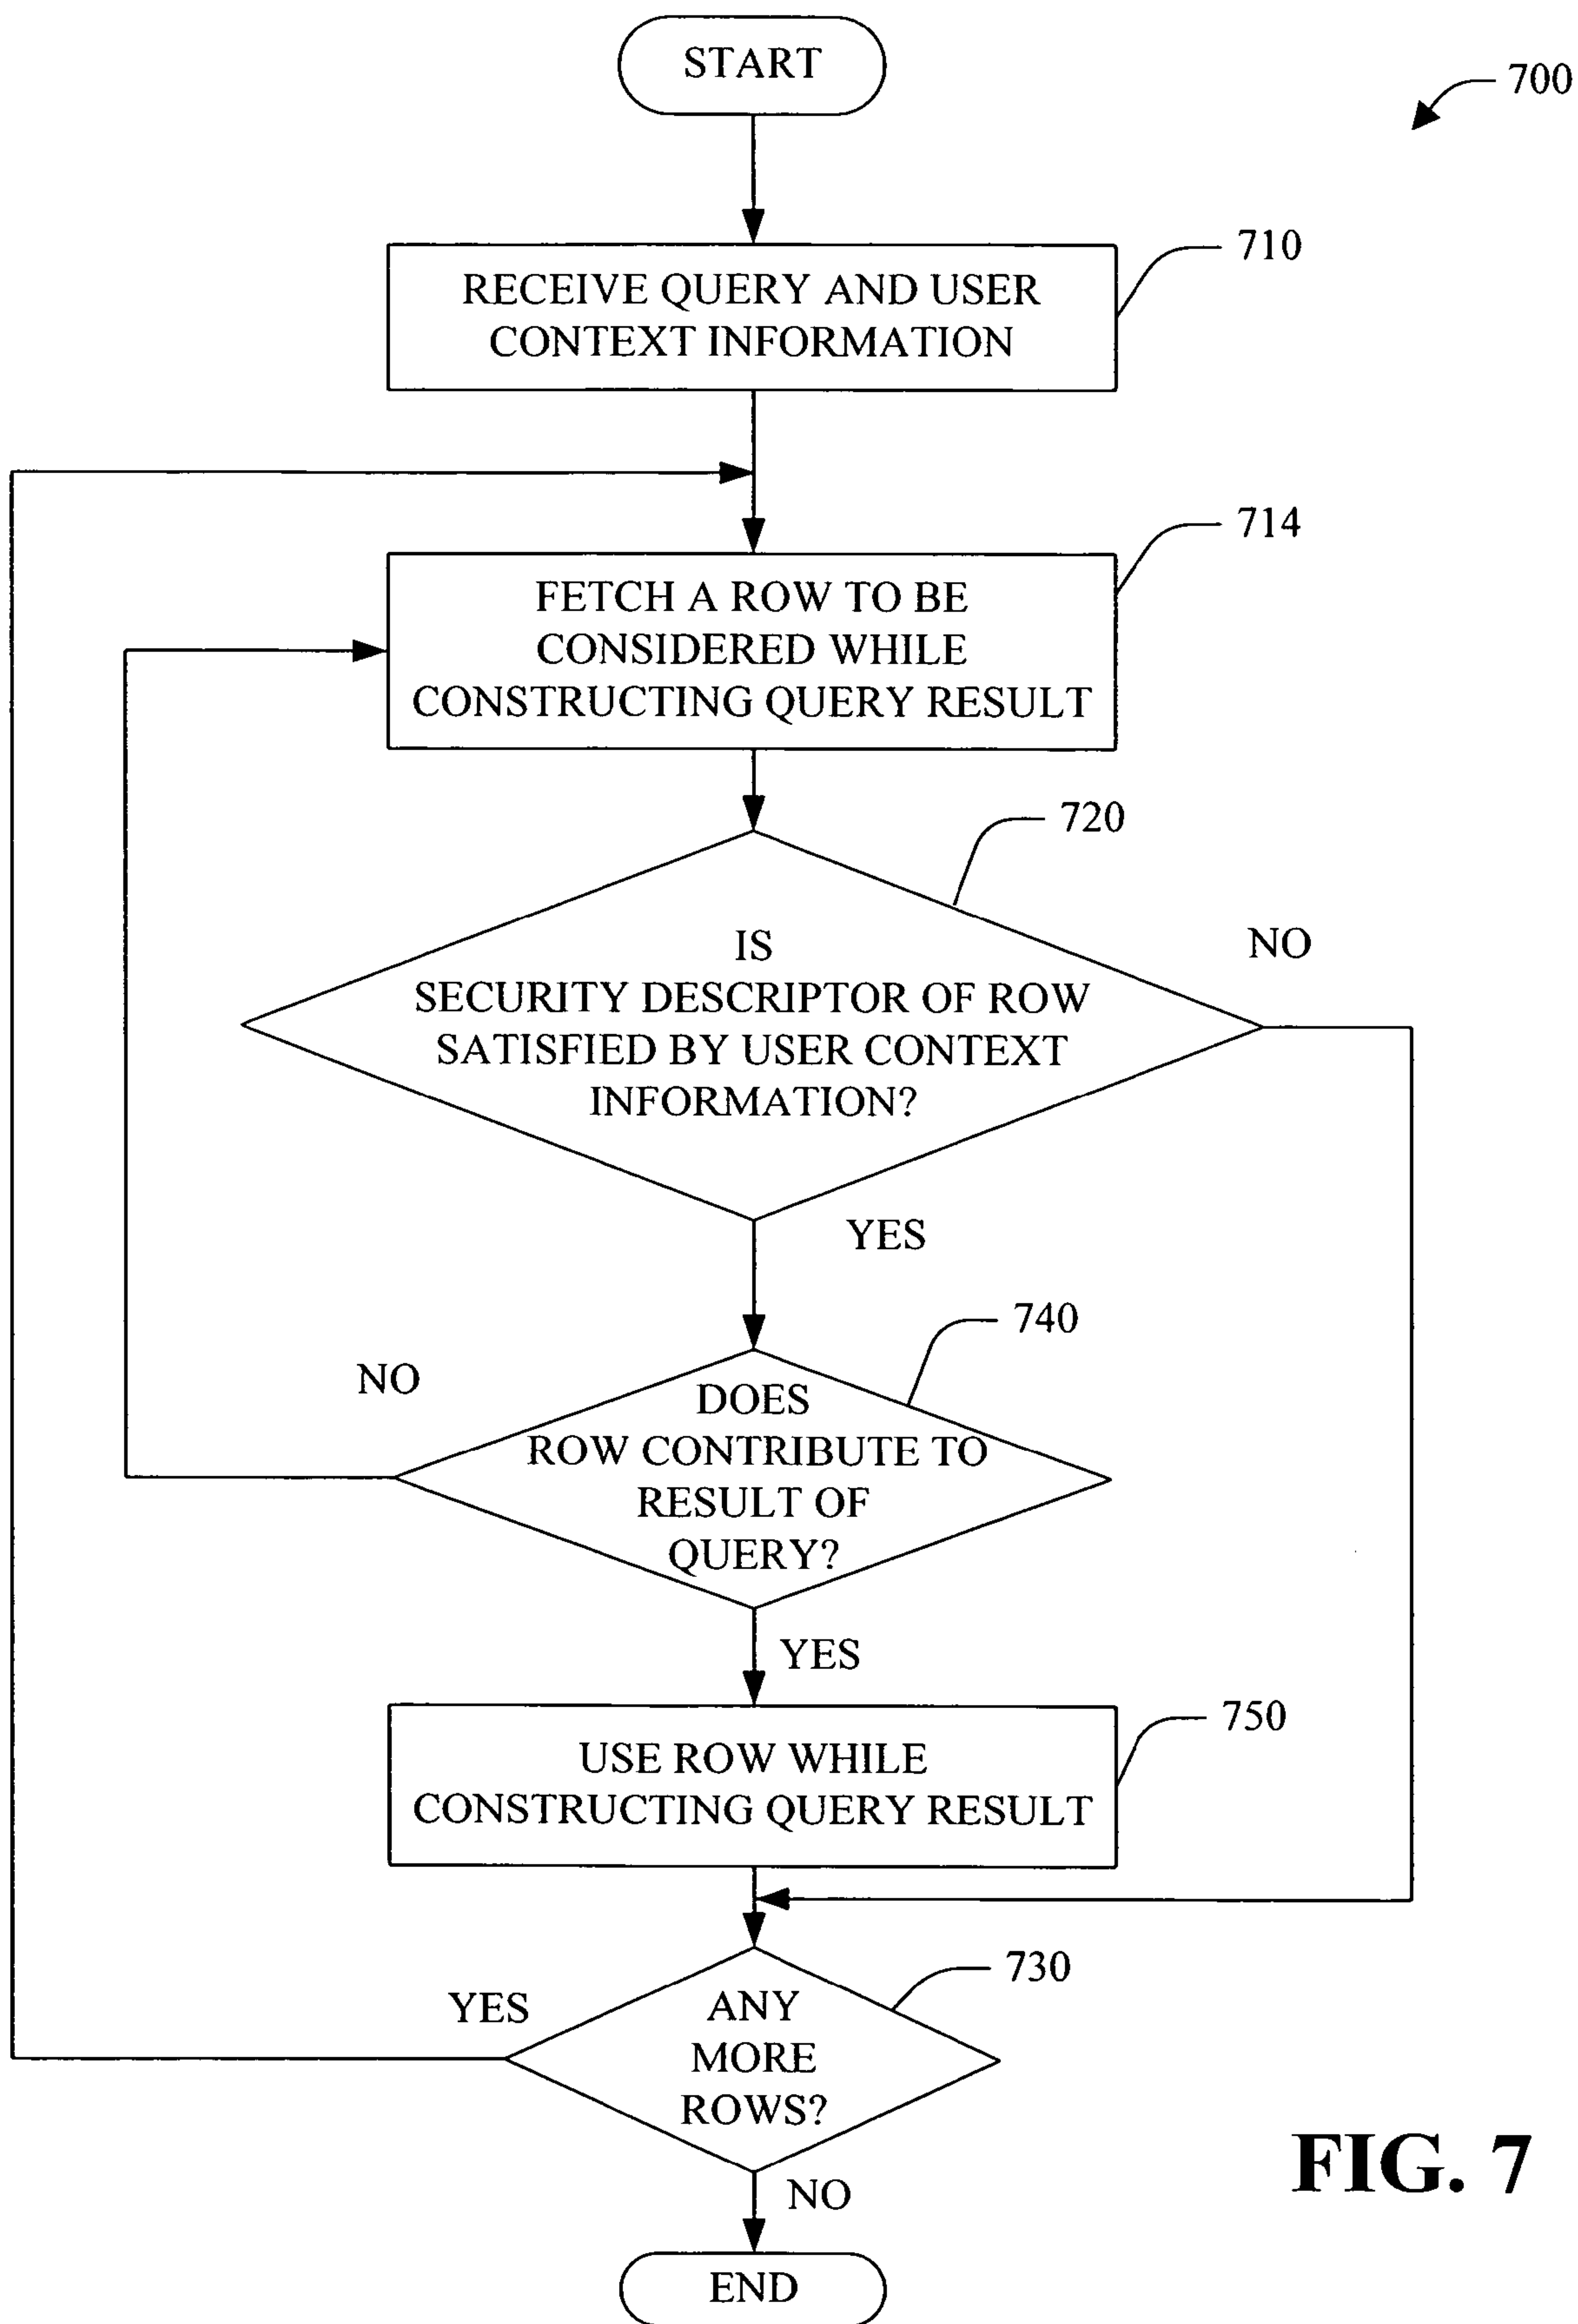 START
700
710
RECEIVE QUERY AND USER
CONTEXT INFORMATION
714
FETCH A ROW TO BE
CONSIDERED WHILE
CONSTRUCTING QUERY RESULT
720
NO
IS
SECURITY DESCRIPTOR OF ROW
SATISFIED BY USER CONTEXT
INFORMATION?
YES
740
NO
DOES
ROW CONTRIBUTE TO
RESULT OF
QUERY?
YES
750
USE ROW WHILE
CONSTRUCTING QUERY RESULT
730
YES
ANY
MORE
ROWS?
NO
FIG. 7
END